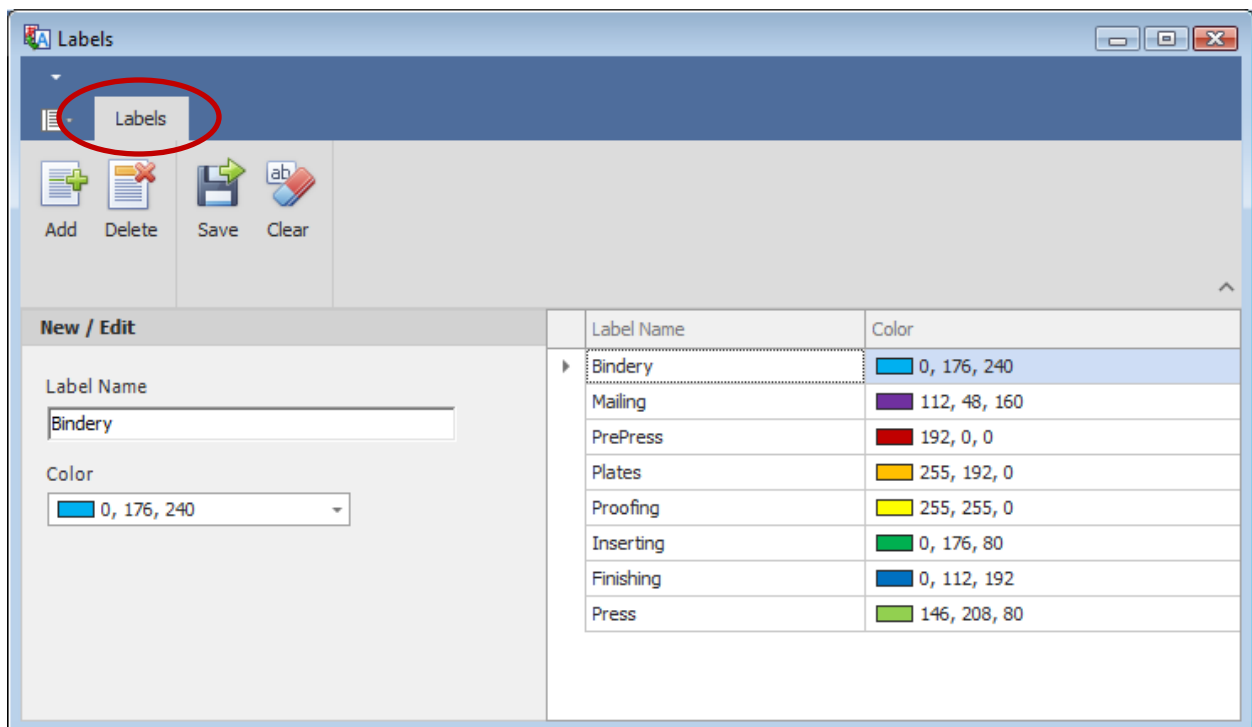 Labels
Labels
Add Delete Save Clear
New / Edit
Label Name
Bindery
Color
0, 176, 240
Label Name Color
Bindery 0, 176, 240
Mailing 112, 48, 160
PrePress 192, 0, 0
Plates 255, 192, 0
Proofing 255, 255, 0
Inserting 0, 176, 80
Finishing 0, 112, 192
Press 146, 208, 80